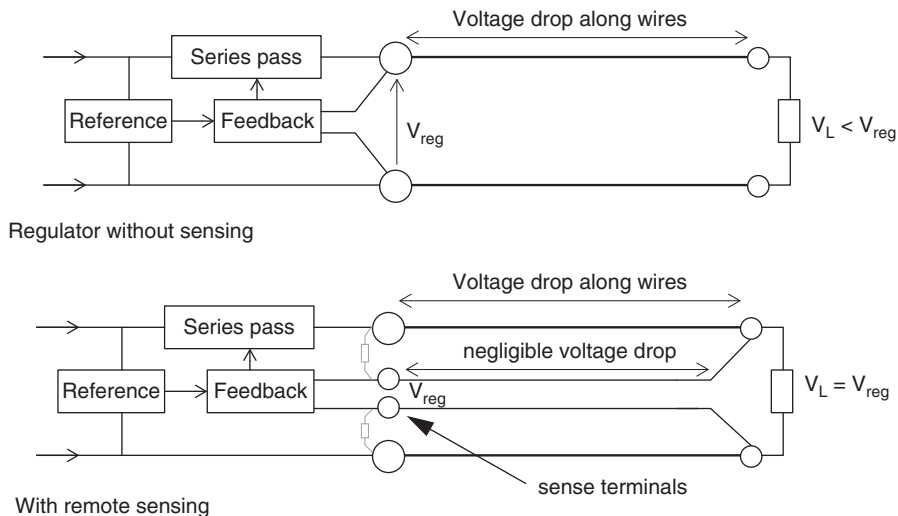 Voltage drop along wires
Series pass
Reference
Feedback
V_reg
V_L < V_reg
Regulator without sensing
Voltage drop along wires
Series pass
negligible voltage drop
Reference
Feedback
V_reg
V_L = V_reg
sense terminals
With remote sensing